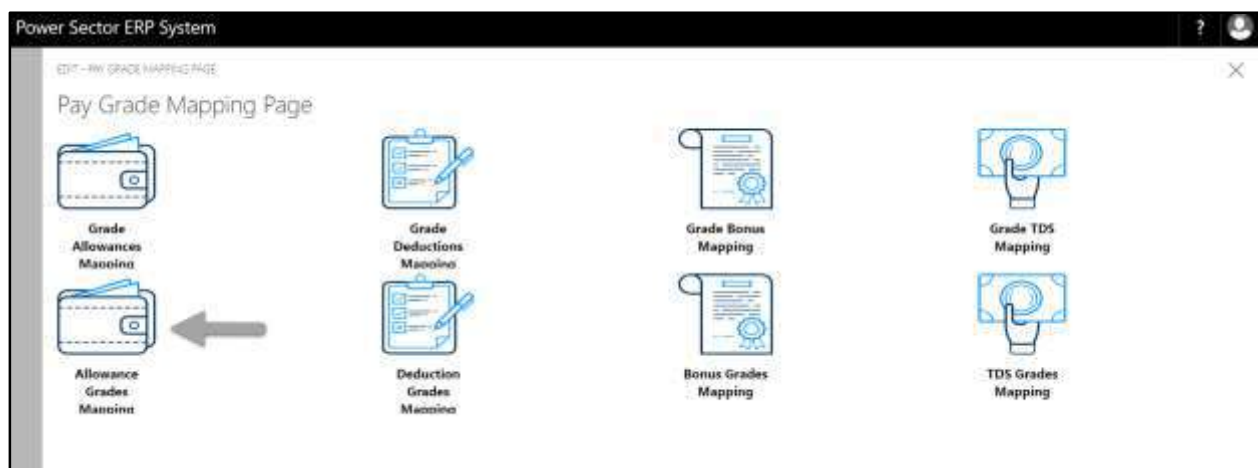 Power Sector ERP System ?
EDIT - PAY GRADE MAPPING PAGE
Pay Grade Mapping Page
Grade
Allowances
Mapping
Grade
Deductions
Mapping
Grade Bonus
Mapping
Grade TDS
Mapping
Allowance
Grades
Mapping
Deduction
Grades
Mapping
Bonus Grades
Mapping
TDS Grades
Mapping